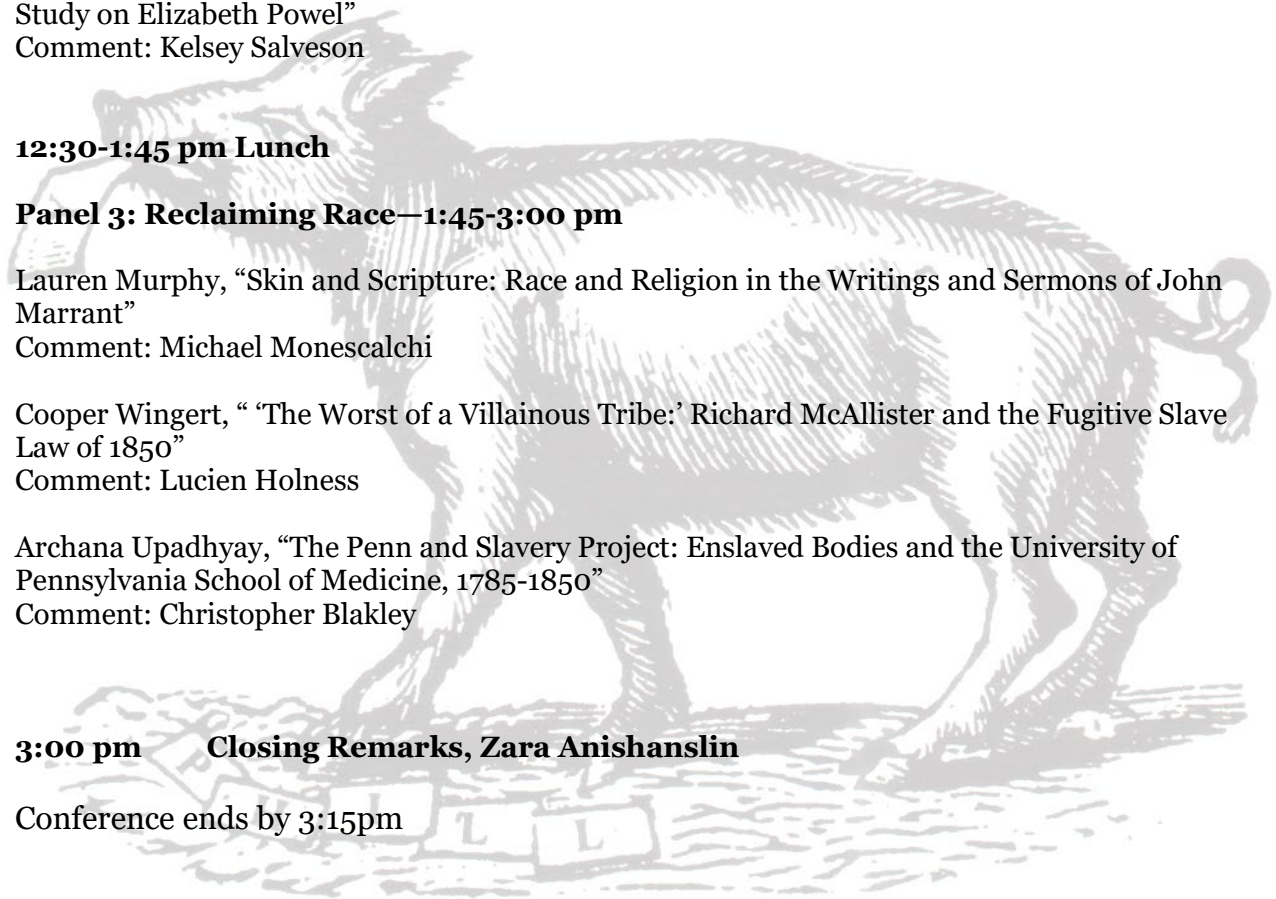 Study on Elizabeth Powel”
Comment: Kelsey Salveson
12:30-1:45 pm Lunch
Panel 3: Reclaiming Race—1:45-3:00 pm
Lauren Murphy, “Skin and Scripture: Race and Religion in the Writings and Sermons of John
Marrant”
Comment: Michael Monescalchi
Cooper Wingert, “ ‘The Worst of a Villainous Tribe:’ Richard McAllister and the Fugitive Slave
Law of 1850”
Comment: Lucien Holness
Archana Upadhyay, “The Penn and Slavery Project: Enslaved Bodies and the University of
Pennsylvania School of Medicine, 1785-1850”
Comment: Christopher Blakley
3:00 pm Closing Remarks, Zara Anishanslin
Conference ends by 3:15pm
L L